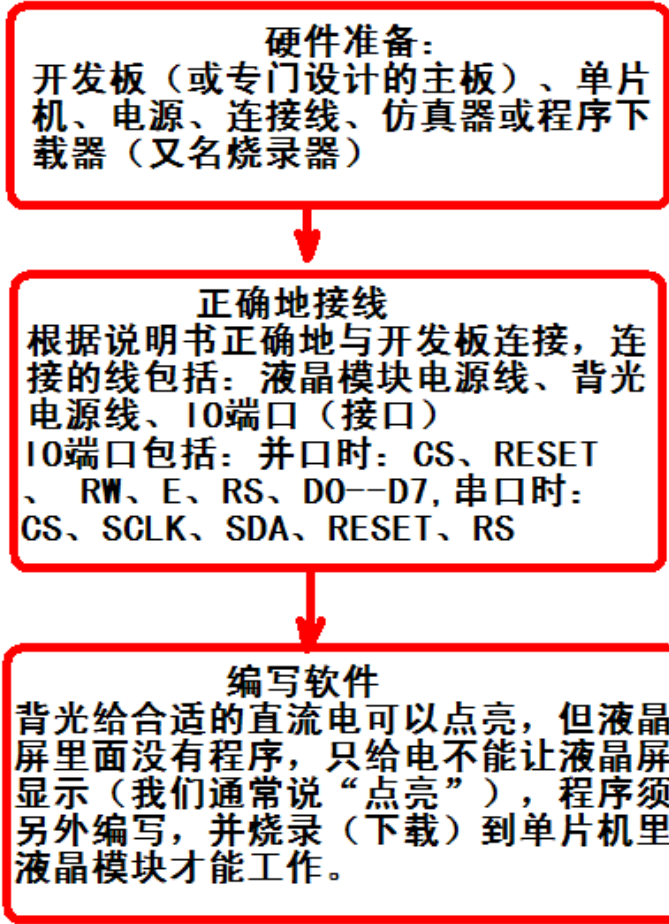 硬件准备：
开发板（或专门设计的主板）、单片
机、电源、连接线、仿真器或程序下
载器（又名烧录器）
正确地接线
根据说明书正确地与开发板连接，连
接的线包括：液晶模块电源线、背光
电源线、IO端口（接口）
IO端口包括：并口时：CS、RESET
、 RW、E、RS、D0--D7,串口时：
CS、SCLK、SDA、RESET、RS
编写软件
背光给合适的直流电可以点亮，但液晶
屏里面没有程序，只给电不能让液晶屏
显示（我们通常说“点亮”），程序须
另外编写，并烧录（下载）到单片机里
液晶模块才能工作。